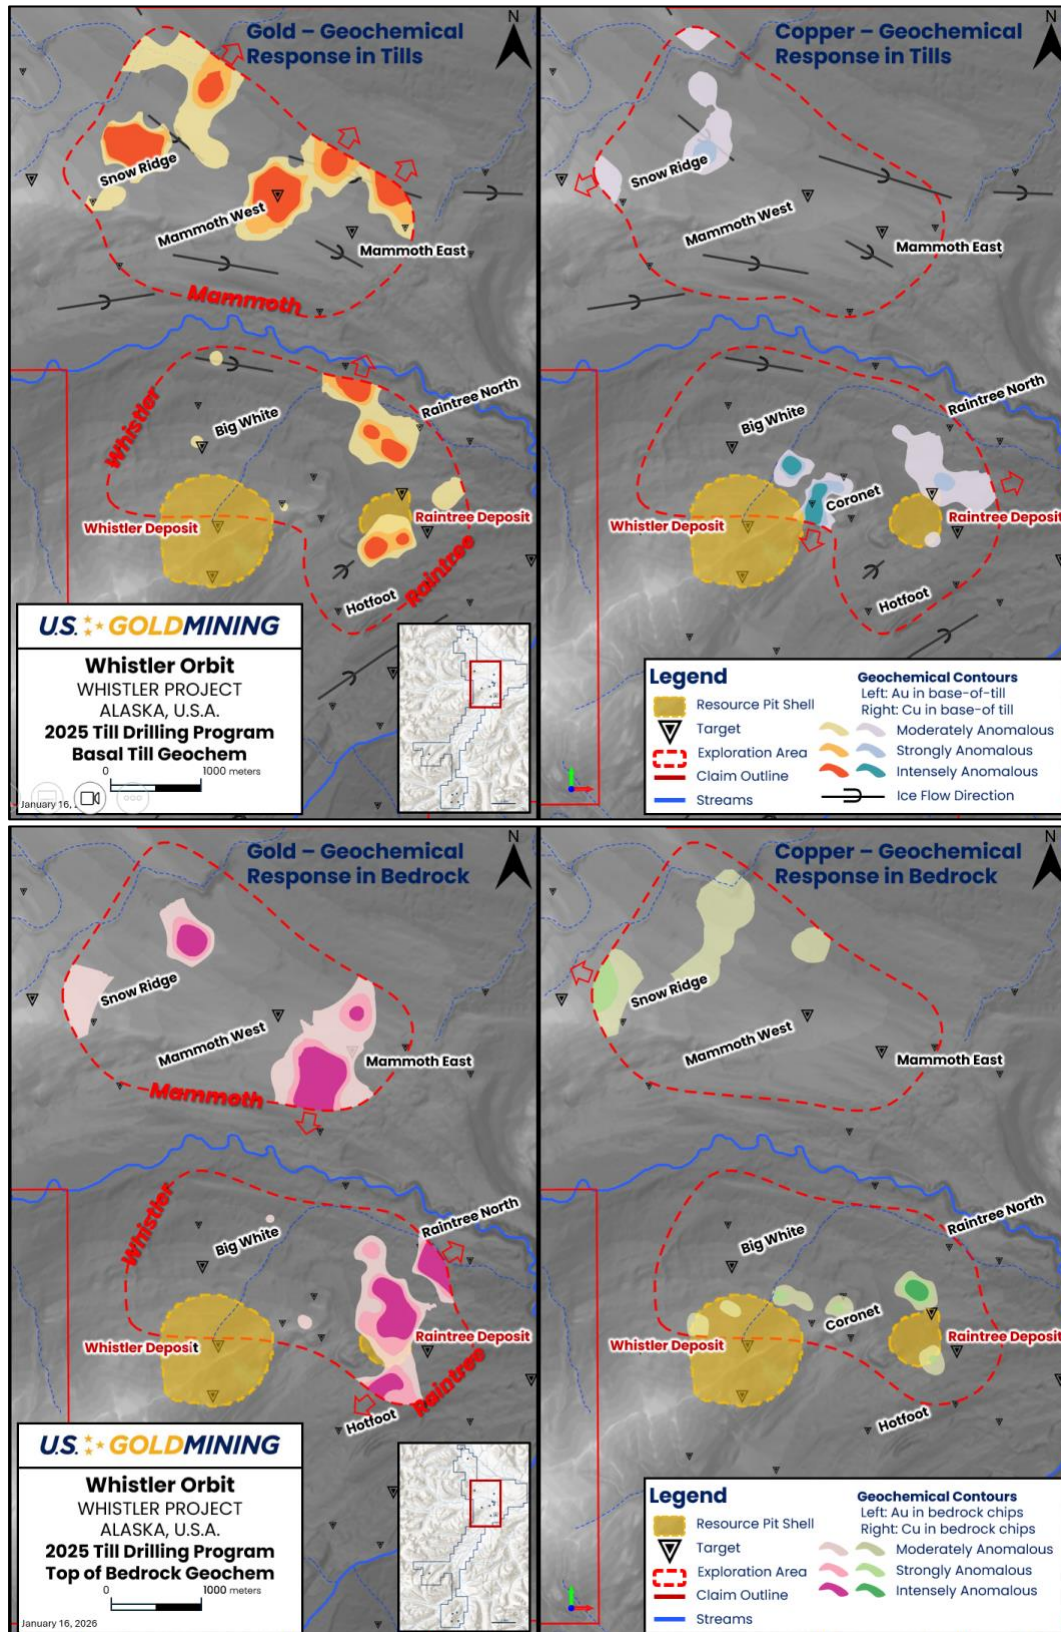 Gold – Geochemical
Response in Tills
N
Snow Ridge
Mammoth West
Mammoth East
Mammoth
Whistler
Big White
Raintree North
Whistler Deposit
Raintree Deposit
Raintree
Hotfoot
U.S. GOLDMINING
Whistler Orbit
WHISTLER PROJECT
ALASKA, U.S.A.
2025 Till Drilling Program
Basal Till Geochem
0 1000 meters
January 16,
Copper – Geochemical
Response in Tills
N
Snow Ridge
Mammoth West
Mammoth East
Raintree North
Big White
Coronet
Whistler Deposit
Raintree Deposit
Hotfoot
Legend
Resource Pit Shell
Target
Exploration Area
Claim Outline
Streams
Geochemical Contours
Left: Au in base-of-till
Right: Cu in base-of till
Moderately Anomalous
Strongly Anomalous
Intensely Anomalous
Ice Flow Direction
Gold – Geochemical
Response in Bedrock
N
Snow Ridge
Mammoth West
Mammoth East
Mammoth
Whistler
Big White
Raintree North
Whistler Deposit
Raintree Deposit
Raintree
Hotfoot
U.S. GOLDMINING
Whistler Orbit
WHISTLER PROJECT
ALASKA, U.S.A.
2025 Till Drilling Program
Top of Bedrock Geochem
0 1000 meters
January 16, 2026
Copper – Geochemical
Response in Bedrock
N
Snow Ridge
Mammoth West
Mammoth East
Raintree North
Big White
Coronet
Whistler Deposit
Raintree Deposit
Hotfoot
Legend
Resource Pit Shell
Target
Exploration Area
Claim Outline
Streams
Geochemical Contours
Left: Au in bedrock chips
Right: Cu in bedrock chips
Moderately Anomalous
Strongly Anomalous
Intensely Anomalous